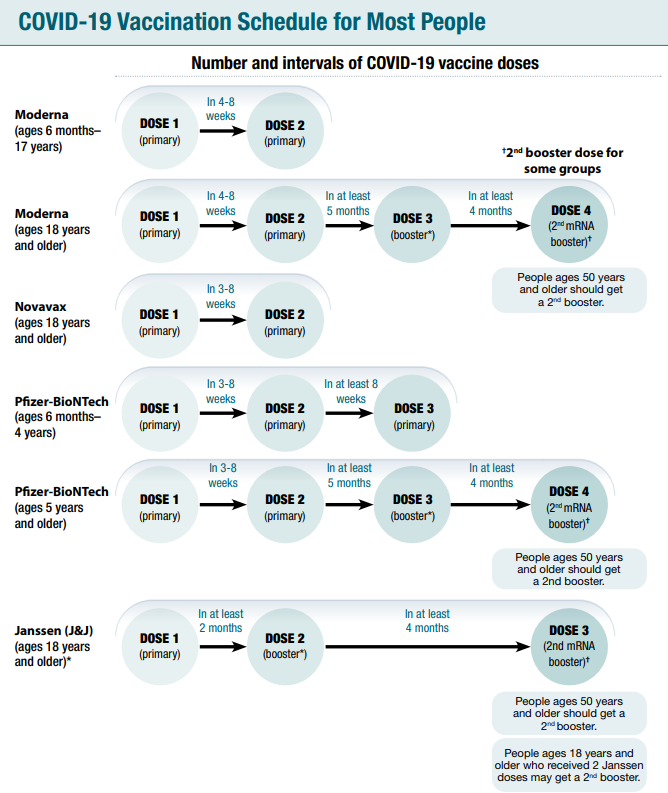 COVID-19 Vaccination Schedule for Most People
Number and intervals of COVID-19 vaccine doses
Moderna
(ages 6 months–
17 years)
DOSE 1
(primary)
In 4-8
weeks
DOSE 2
(primary)
†2nd booster dose for
some groups
Moderna
(ages 18 years
and older)
DOSE 1
(primary)
In 4-8
weeks
DOSE 2
(primary)
In at least
5 months
DOSE 3
(booster*)
In at least
4 months
DOSE 4
(2nd mRNA
booster)†
People ages 50 years
and older should get
a 2nd booster.
Novavax
(ages 18 years
and older)
DOSE 1
(primary)
In 3-8
weeks
DOSE 2
(primary)
Pfizer-BioNTech
(ages 6 months–
4 years)
DOSE 1
(primary)
In 3-8
weeks
DOSE 2
(primary)
In at least 8
weeks
DOSE 3
(primary)
Pfizer-BioNTech
(ages 5 years
and older)
DOSE 1
(primary)
In 3-8
weeks
DOSE 2
(primary)
In at least
5 months
DOSE 3
(booster*)
In at least
4 months
DOSE 4
(2nd mRNA
booster)†
People ages 50 years
and older should get
a 2nd booster.
Janssen (J&J)
(ages 18 years
and older)*
DOSE 1
(primary)
In at least
2 months
DOSE 2
(booster*)
In at least
4 months
DOSE 3
(2nd mRNA
booster)†
People ages 50 years
and older should get a
2nd booster.
People ages 18 years and
older who received 2 Janssen
doses may get a 2nd booster.